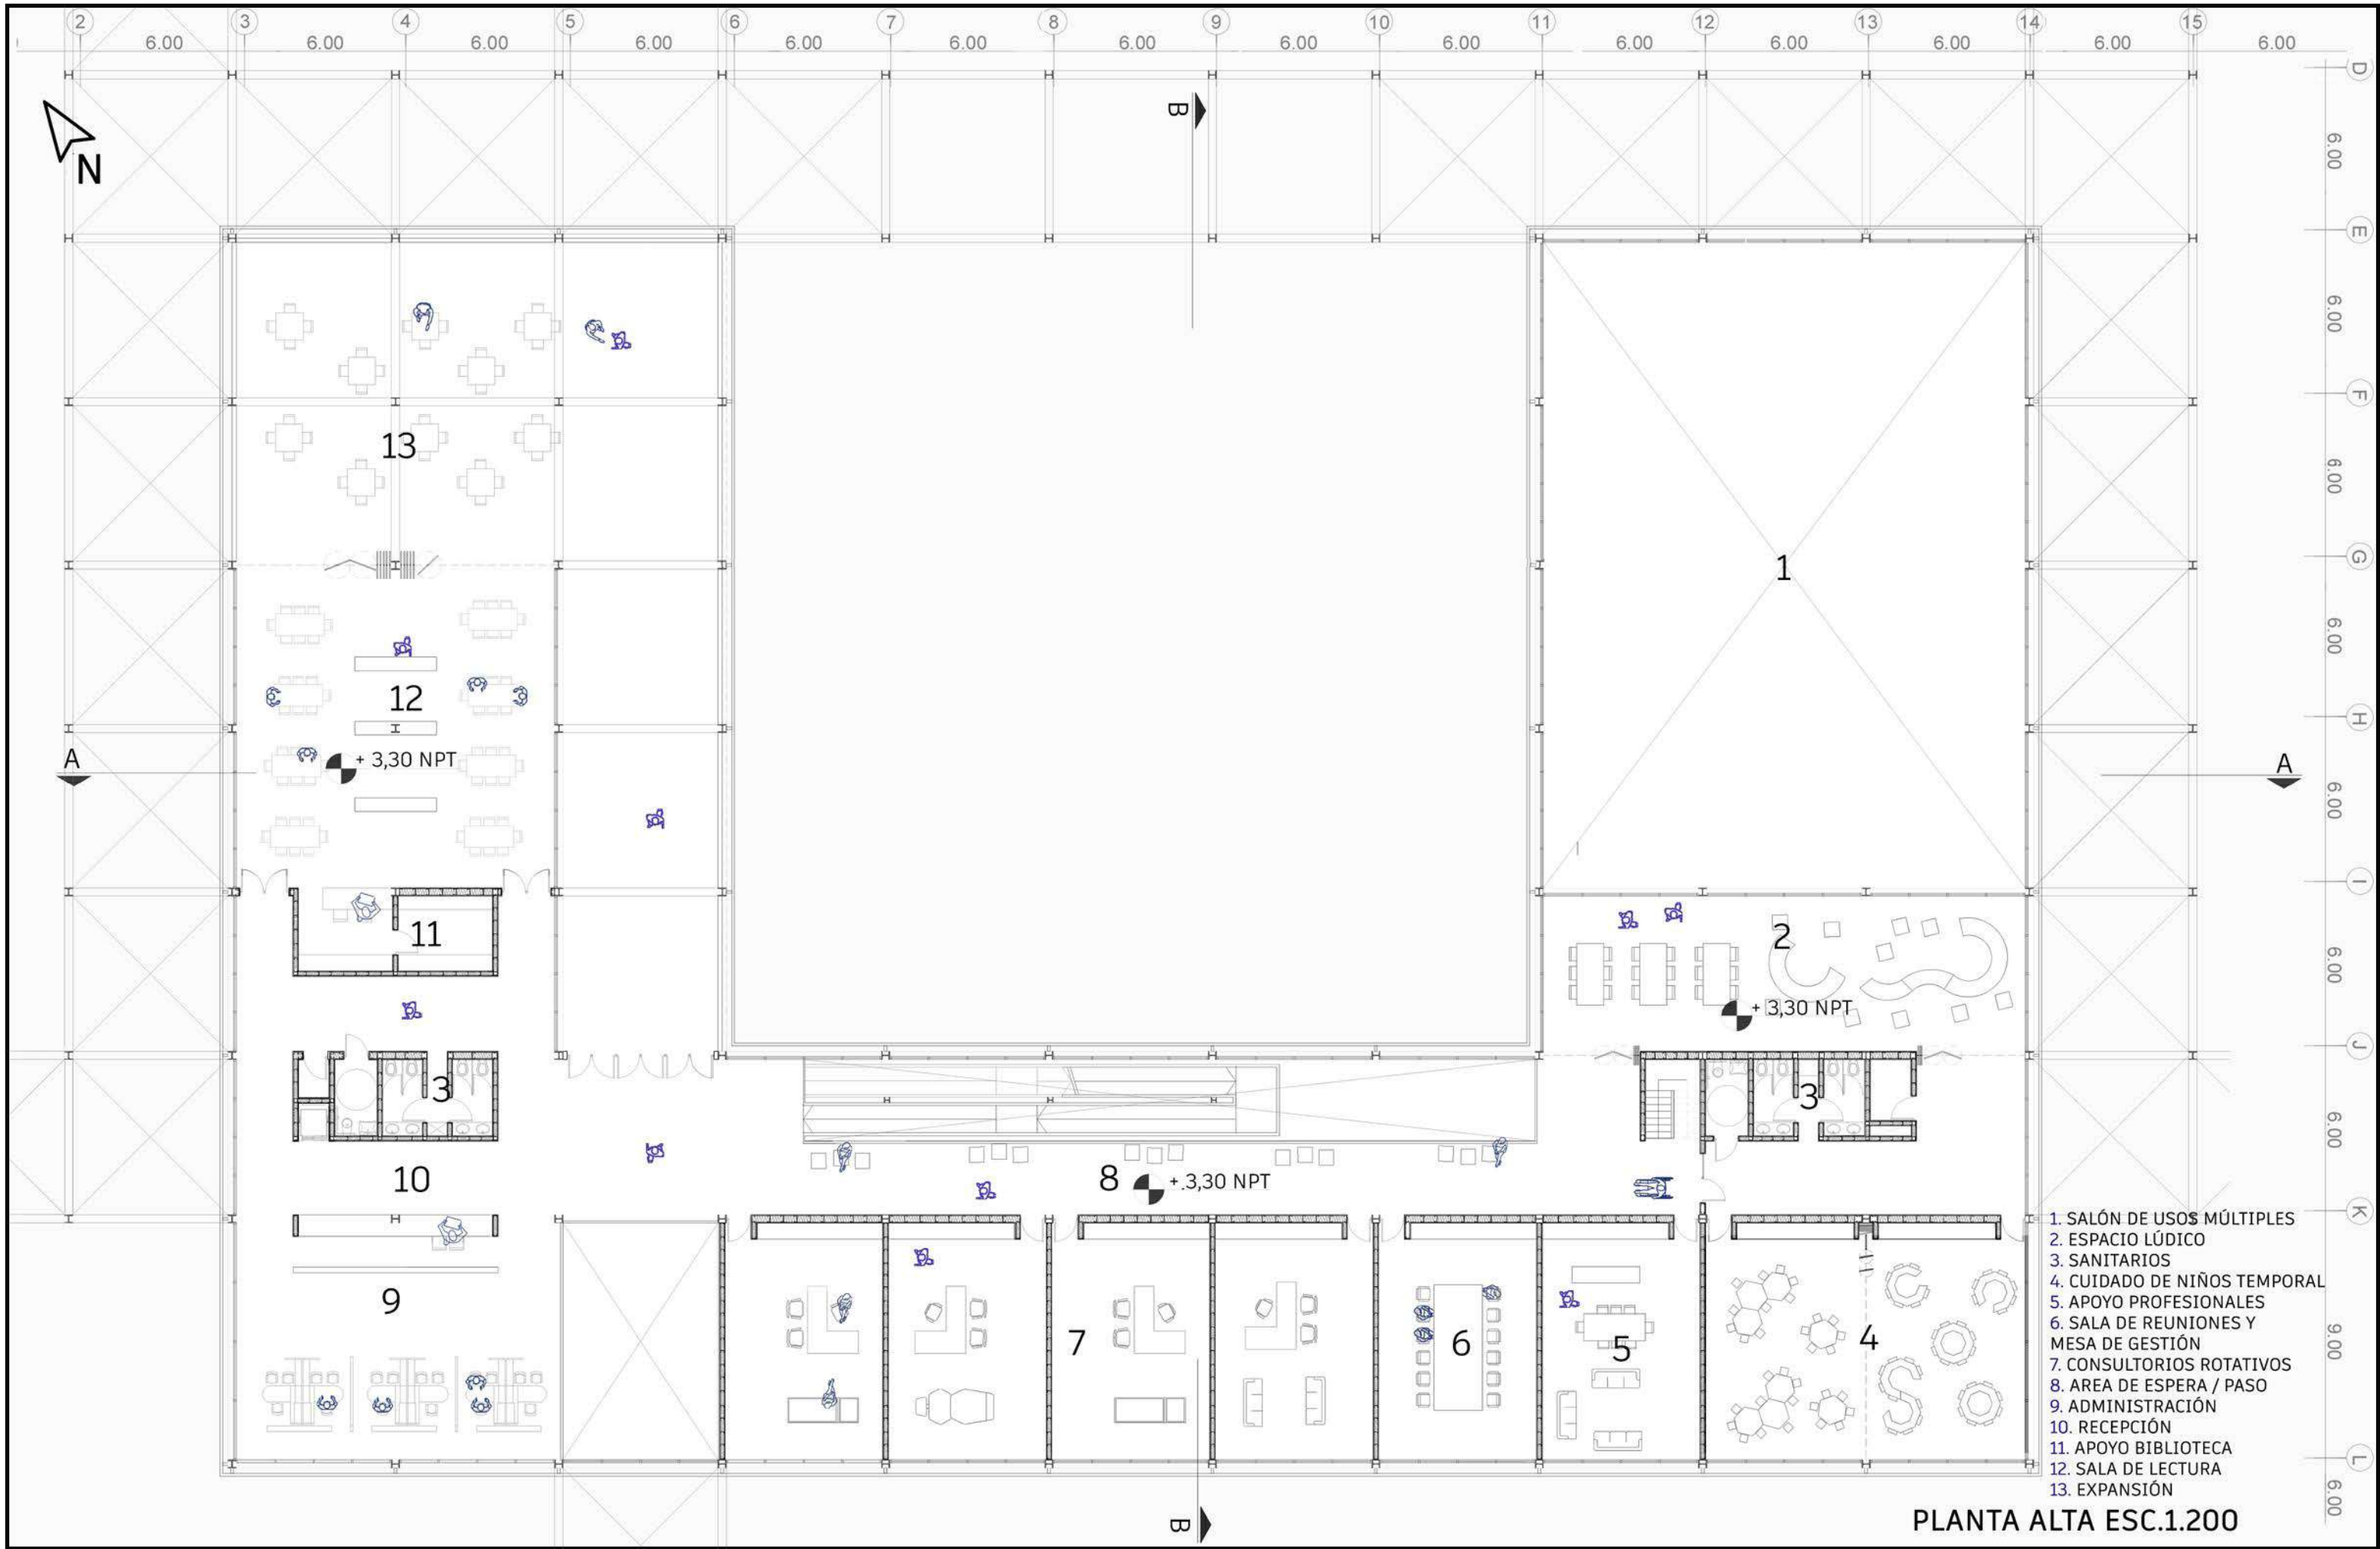 2 3 4 5 6 7 8 9 10 11 12 13 14 15
6.00 6.00 6.00 6.00 6.00 6.00 6.00 6.00 6.00 6.00 6.00 6.00 6.00 6.00
D
B
6.00
N
E
6.00
F
13
6.00
G
1
6.00
12
H
A
+ 3,30 NPT
A
6.00
I
11
2
6.00
+ 3,30 NPT
J
3
3
6.00
10
8
+ 3,30 NPT
K
9
7
6
5
4
9.00
1. SALÓN DE USOS MÚLTIPLES
2. ESPACIO LÚDICO
3. SANITARIOS
4. CUIDADO DE NIÑOS TEMPORAL
5. APOYO PROFESIONALES
6. SALA DE REUNIONES Y
MESA DE GESTIÓN
7. CONSULTORIOS ROTATIVOS
8. AREA DE ESPERA / PASO
9. ADMINISTRACIÓN
10. RECEPCIÓN
11. APOYO BIBLIOTECA
12. SALA DE LECTURA
13. EXPANSIÓN
L
6.00
B
PLANTA ALTA ESC.1.200